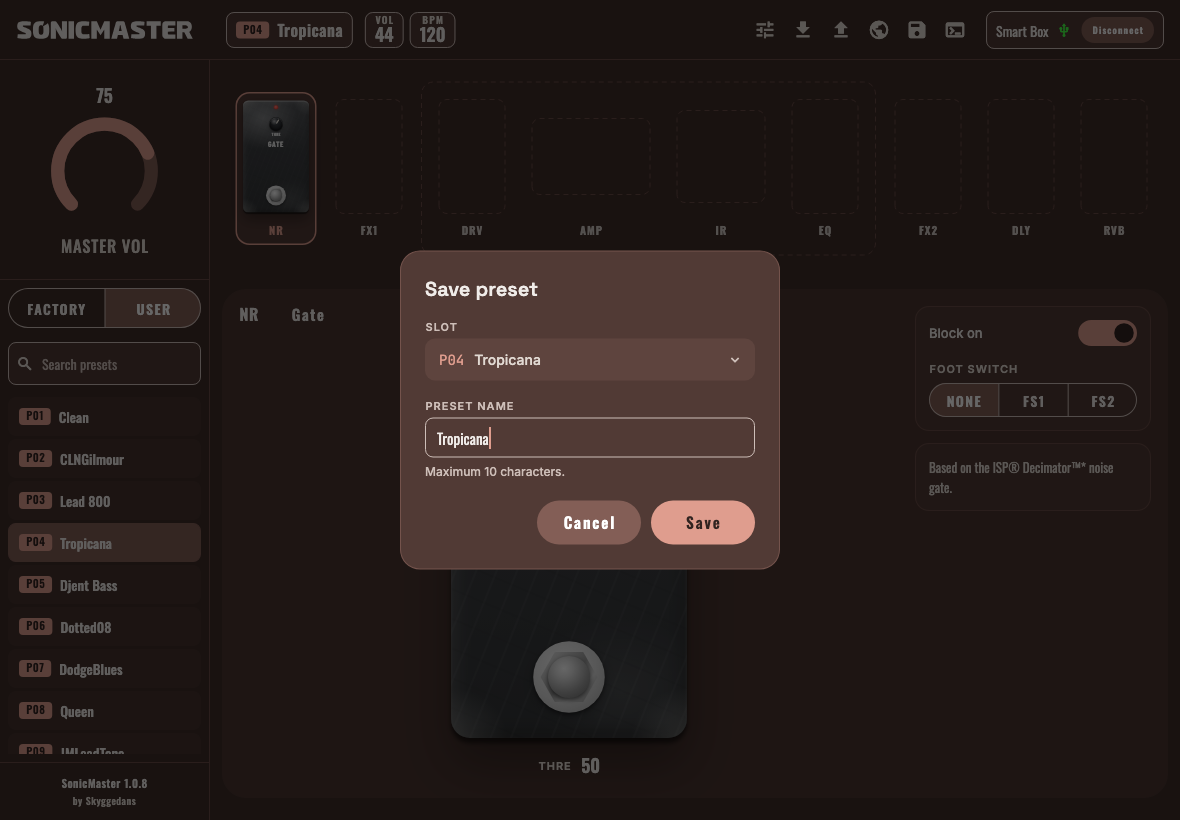 SONICMASTER
P04 Tropicana
VOL
44
BPM
120
Smart Box
Disconnect
75
MASTER VOL
FACTORY
USER
Search presets
P01 Clean
P02 CLNGilmour
P03 Lead 800
P04 Tropicana
P05 Djent Bass
P06 Dotted08
P07 DodgeBlues
P08 Queen
P09 JMLeadTone
SonicMaster 1.0.8
by Skyggedans
THRE
GATE
NR
FX1
DRV
AMP
IR
EQ
FX2
DLY
RVB
NR Gate
Save preset
SLOT
P04 Tropicana
PRESET NAME
Tropicana
Maximum 10 characters.
Cancel
Save
THRE 50
Block on
FOOT SWITCH
NONE
FS1
FS2
Based on the ISP® Decimator™* noise
gate.